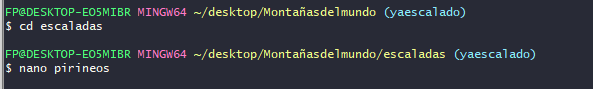 FP@DESKTOP-EO5MIBR MINGW64 ~/desktop/Montañasdelmundo (yaescalado)
$ cd escaladas
FP@DESKTOP-EO5MIBR MINGW64 ~/desktop/Montañasdelmundo/escaladas (yaescalado)
$ nano pirineos